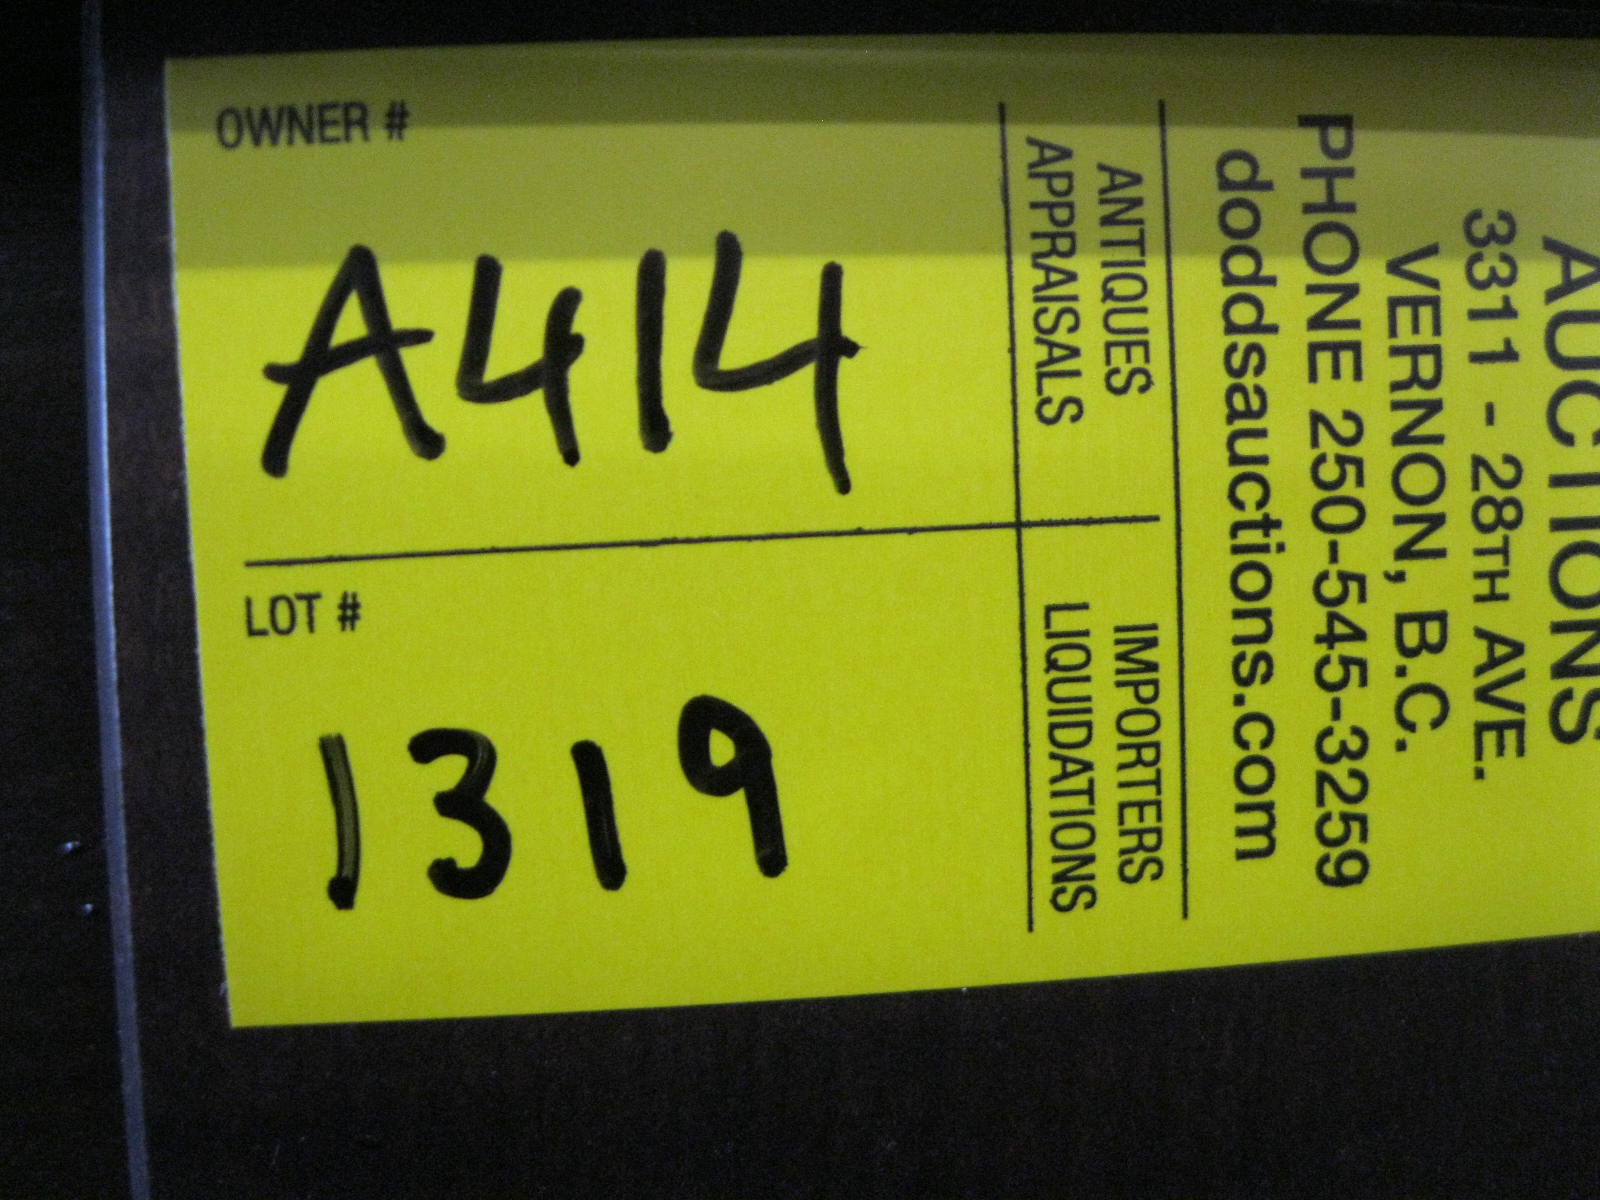 AUCTIONS
3311 - 28TH AVE.
VERNON, B.C.
PHONE 250-545-3259
doddsauctions.com
ANTIQUES
APPRAISALS
IMPORTERS
LIQUIDATIONS
OWNER #
A414
LOT #
1319